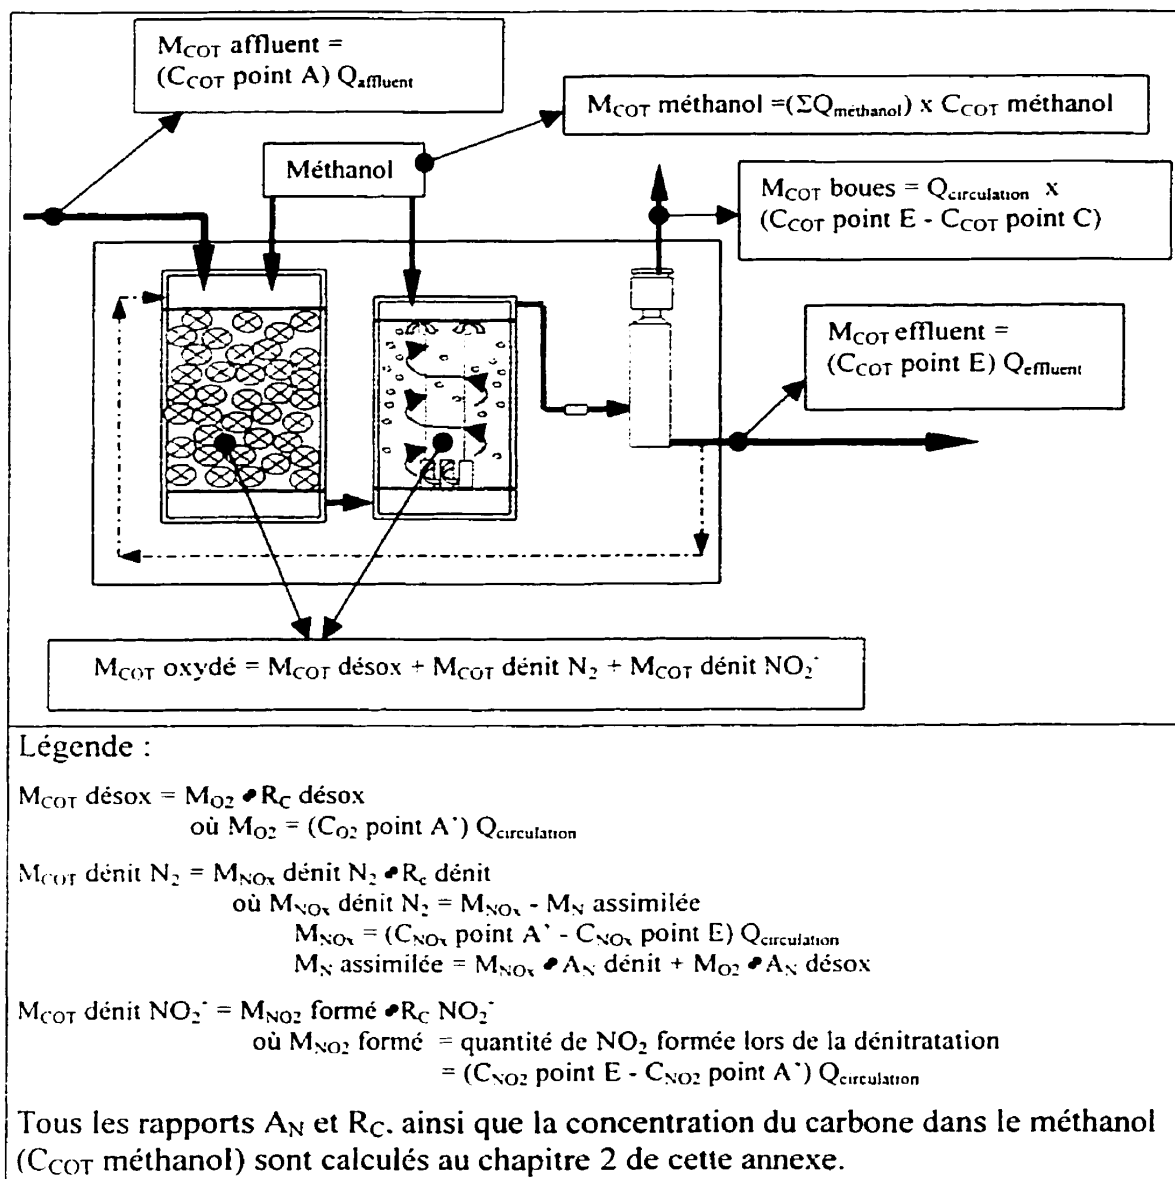 M_COT affluent =
(C_COT point A) Q_affluent
M_COT méthanol =(ΣQ_méthanol) x C_COT méthanol
Méthanol
M_COT boues = Q_circulation x
(C_COT point E - C_COT point C)
M_COT effluent =
(C_COT point E) Q_effluent
M_COT oxydé = M_COT désox + M_COT dénit N₂ + M_COT dénit NO₂⁻
Légende :
M_COT désox = M_O2 • R_C désox
où M_O2 = (C_O2 point A') Q_circulation
M_COT dénit N₂ = M_NOx dénit N₂ • R_c dénit
où M_NOx dénit N₂ = M_NOx - M_N assimilée
M_NOx = (C_NOx point A' - C_NOx point E) Q_circulation
M_N assimilée = M_NOx • A_N dénit + M_O2 • A_N désox
M_COT dénit NO₂⁻ = M_NO2 formé • R_C NO₂⁻
où M_NO2 formé = quantité de NO₂ formée lors de la dénitratation
= (C_NO2 point E - C_NO2 point A') Q_circulation
Tous les rapports A_N et R_C. ainsi que la concentration du carbone dans le méthanol
(C_COT méthanol) sont calculés au chapitre 2 de cette annexe.